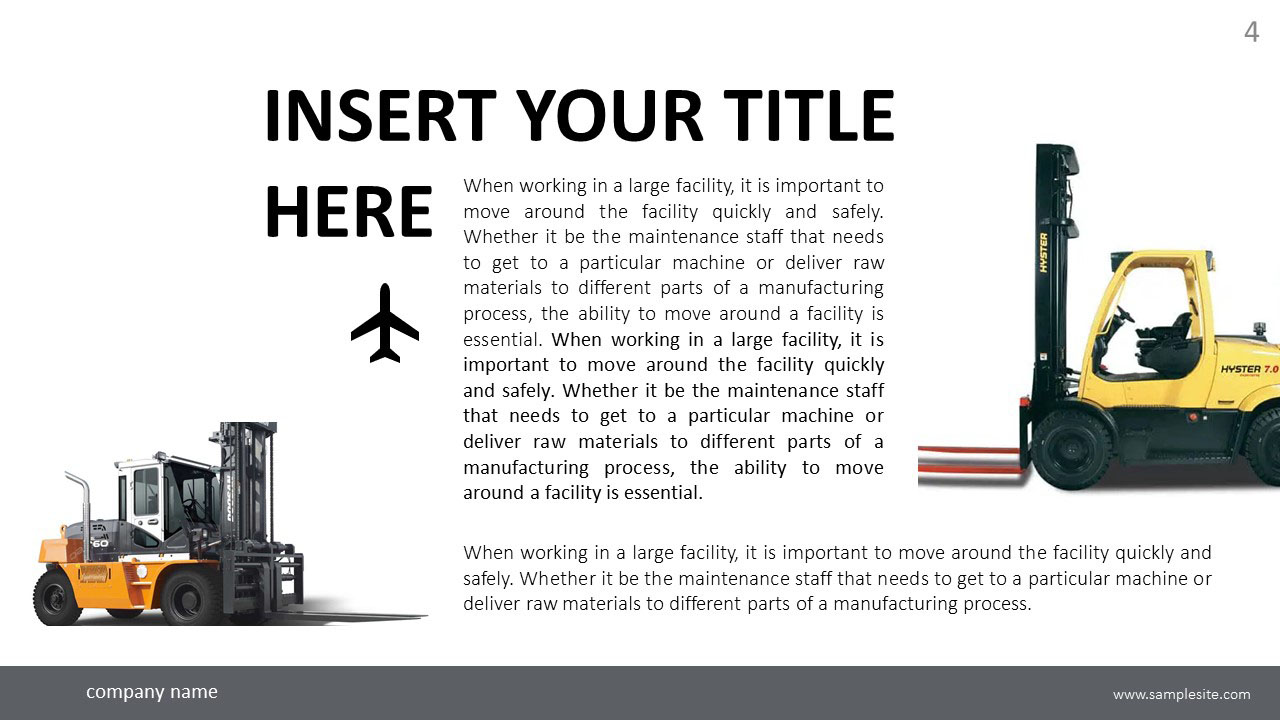 4
INSERT YOUR TITLE
HERE
When working in a large facility, it is important to
move around the facility quickly and safely.
Whether it be the maintenance staff that needs
to get to a particular machine or deliver raw
materials to different parts of a manufacturing
process, the ability to move around a facility is
essential. When working in a large facility, it is
important to move around the facility quickly
and safely. Whether it be the maintenance staff
that needs to get to a particular machine or
deliver raw materials to different parts of a
manufacturing process, the ability to move
around a facility is essential.
HYSTER
HYSTER 7.0
DOOSAN
60
When working in a large facility, it is important to move around the facility quickly and
safely. Whether it be the maintenance staff that needs to get to a particular machine or
deliver raw materials to different parts of a manufacturing process.
company name
www.samplesite.com